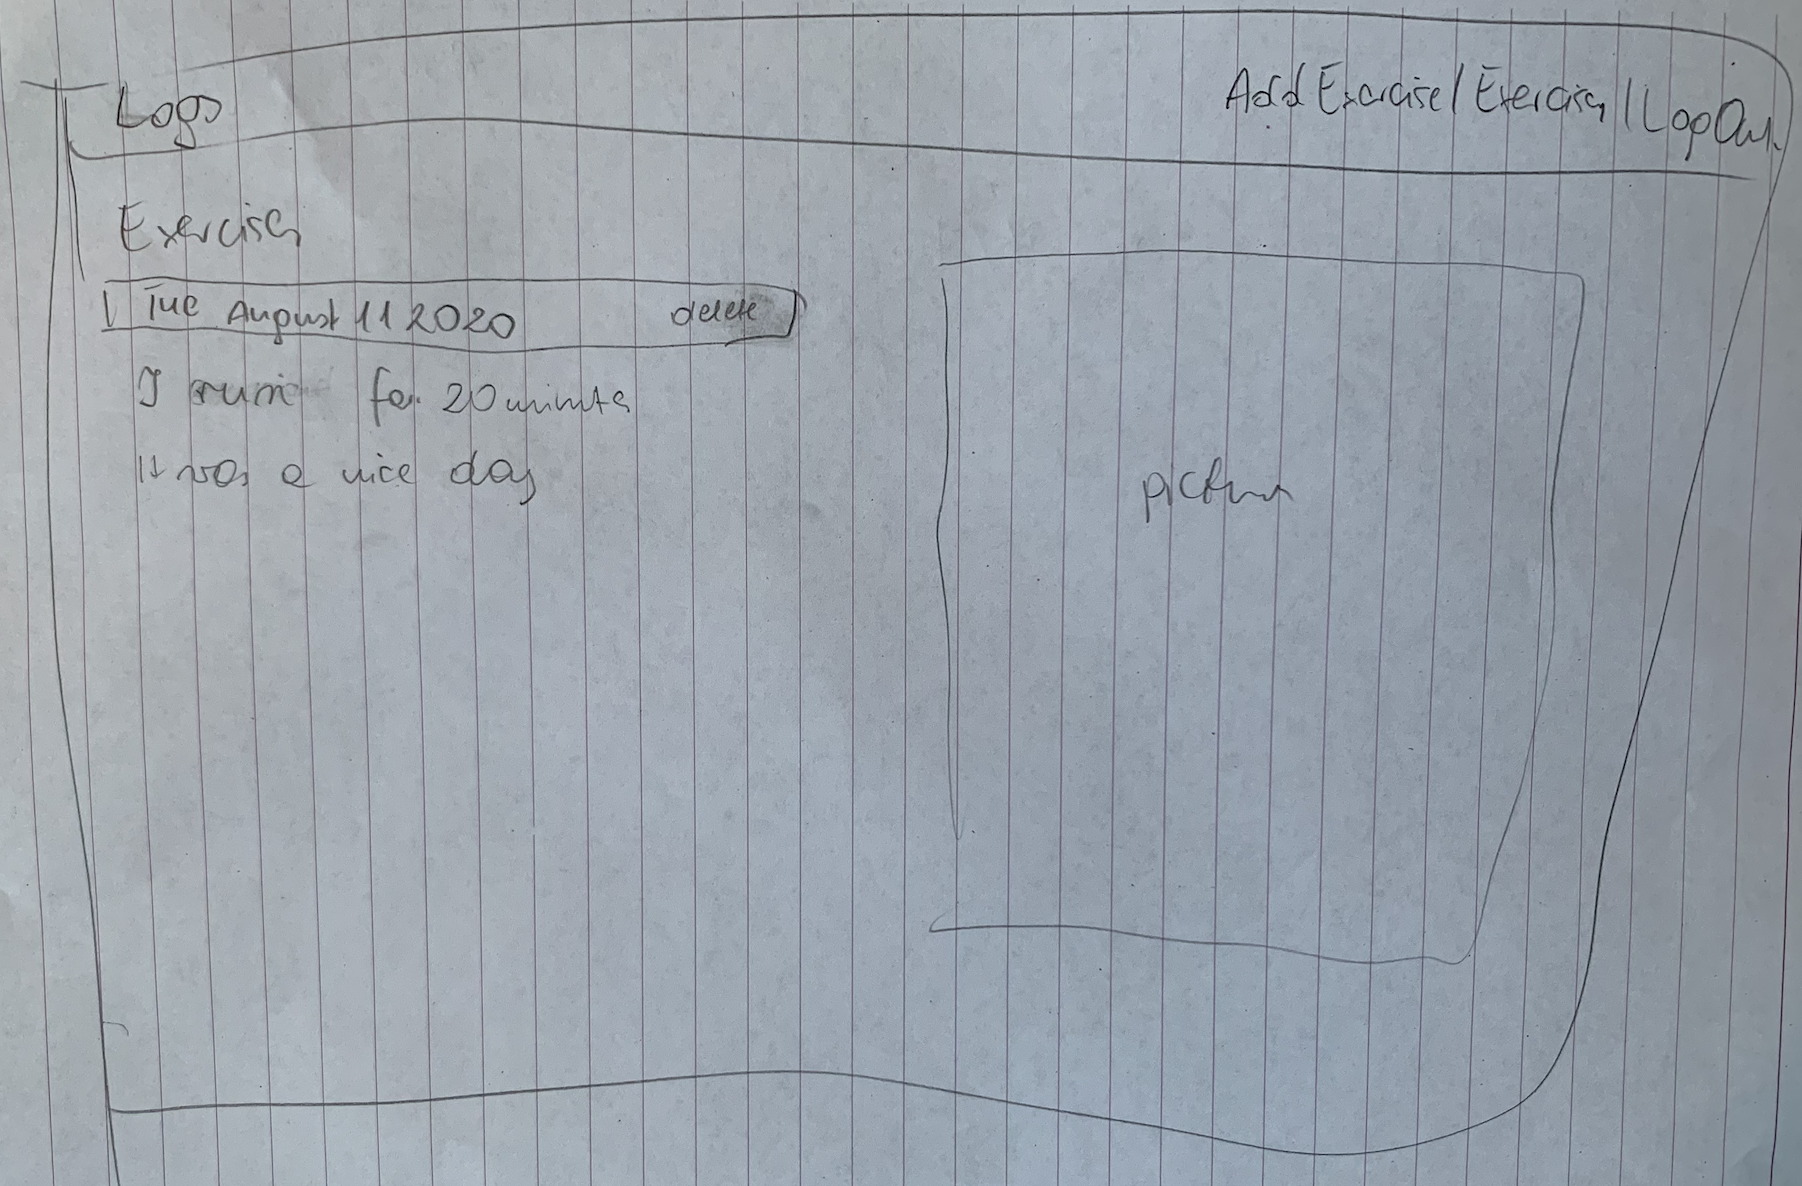 Logo
Add Exercise / Exercises / LogOut
Exercises
Tue August 11 2020 delete
I run for 20 minutes
It was a nice day
picture